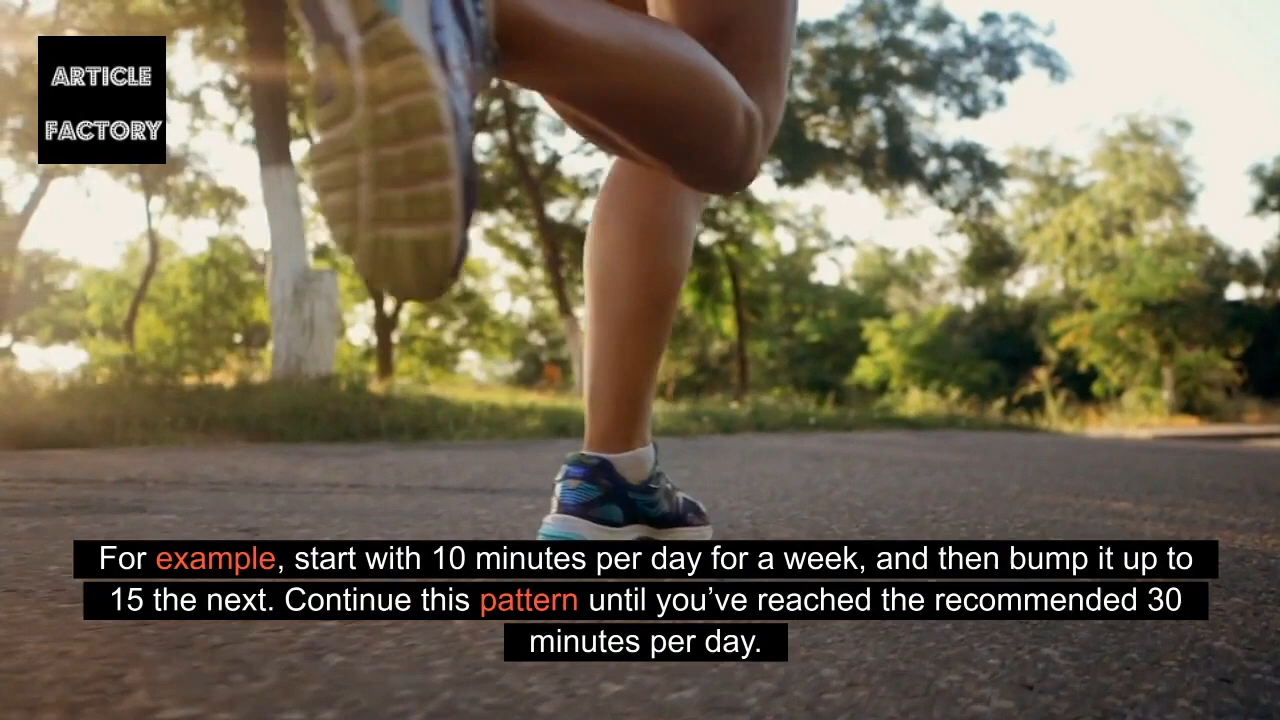 ARTICLE
FACTORY
For example, start with 10 minutes per day for a week, and then bump it up to
15 the next. Continue this pattern until you’ve reached the recommended 30
minutes per day.